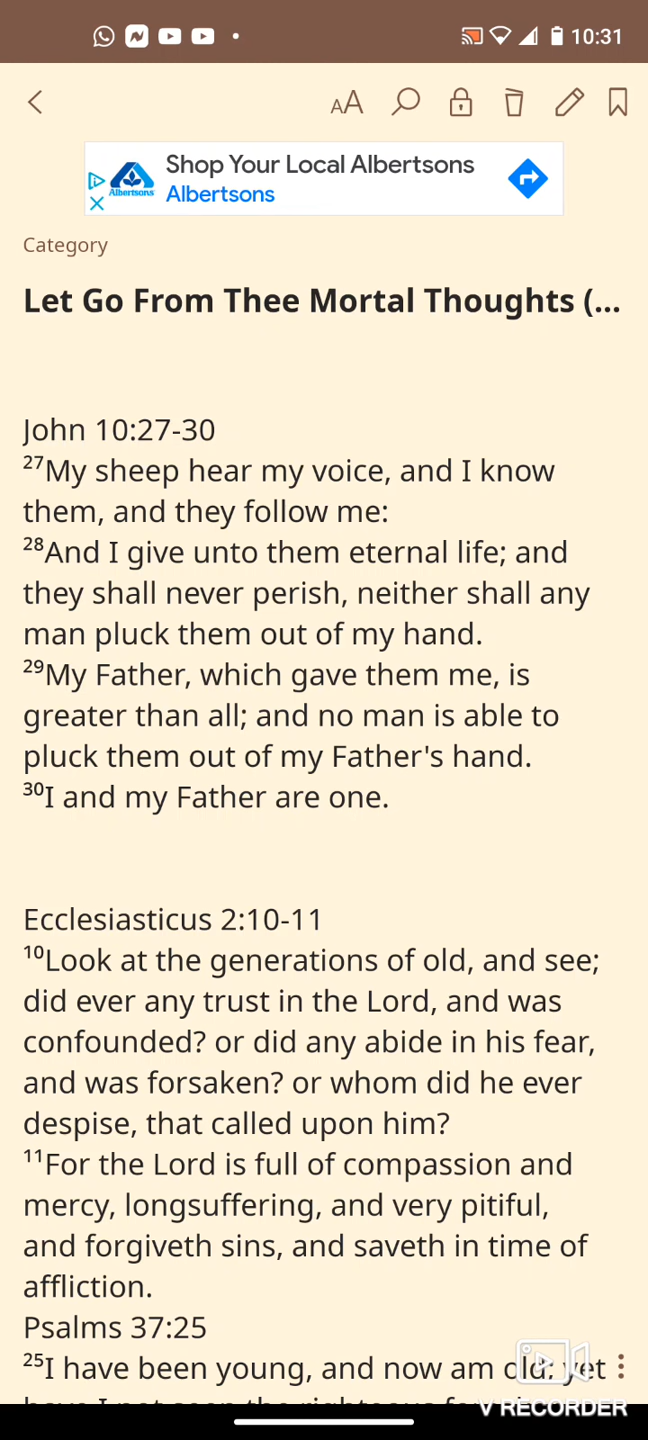 10:31
AA
Shop Your Local Albertsons
Albertsons
Albertsons
Category
Let Go From Thee Mortal Thoughts (...
John 10:27-30
²⁷My sheep hear my voice, and I know
them, and they follow me:
²⁸And I give unto them eternal life; and
they shall never perish, neither shall any
man pluck them out of my hand.
²⁹My Father, which gave them me, is
greater than all; and no man is able to
pluck them out of my Father's hand.
³⁰I and my Father are one.
Ecclesiasticus 2:10-11
¹⁰Look at the generations of old, and see;
did ever any trust in the Lord, and was
confounded? or did any abide in his fear,
and was forsaken? or whom did he ever
despise, that called upon him?
¹¹For the Lord is full of compassion and
mercy, longsuffering, and very pitiful,
and forgiveth sins, and saveth in time of
affliction.
Psalms 37:25
²⁵I have been young, and now am old; yet
have I not seen the righteous
V RECORDER